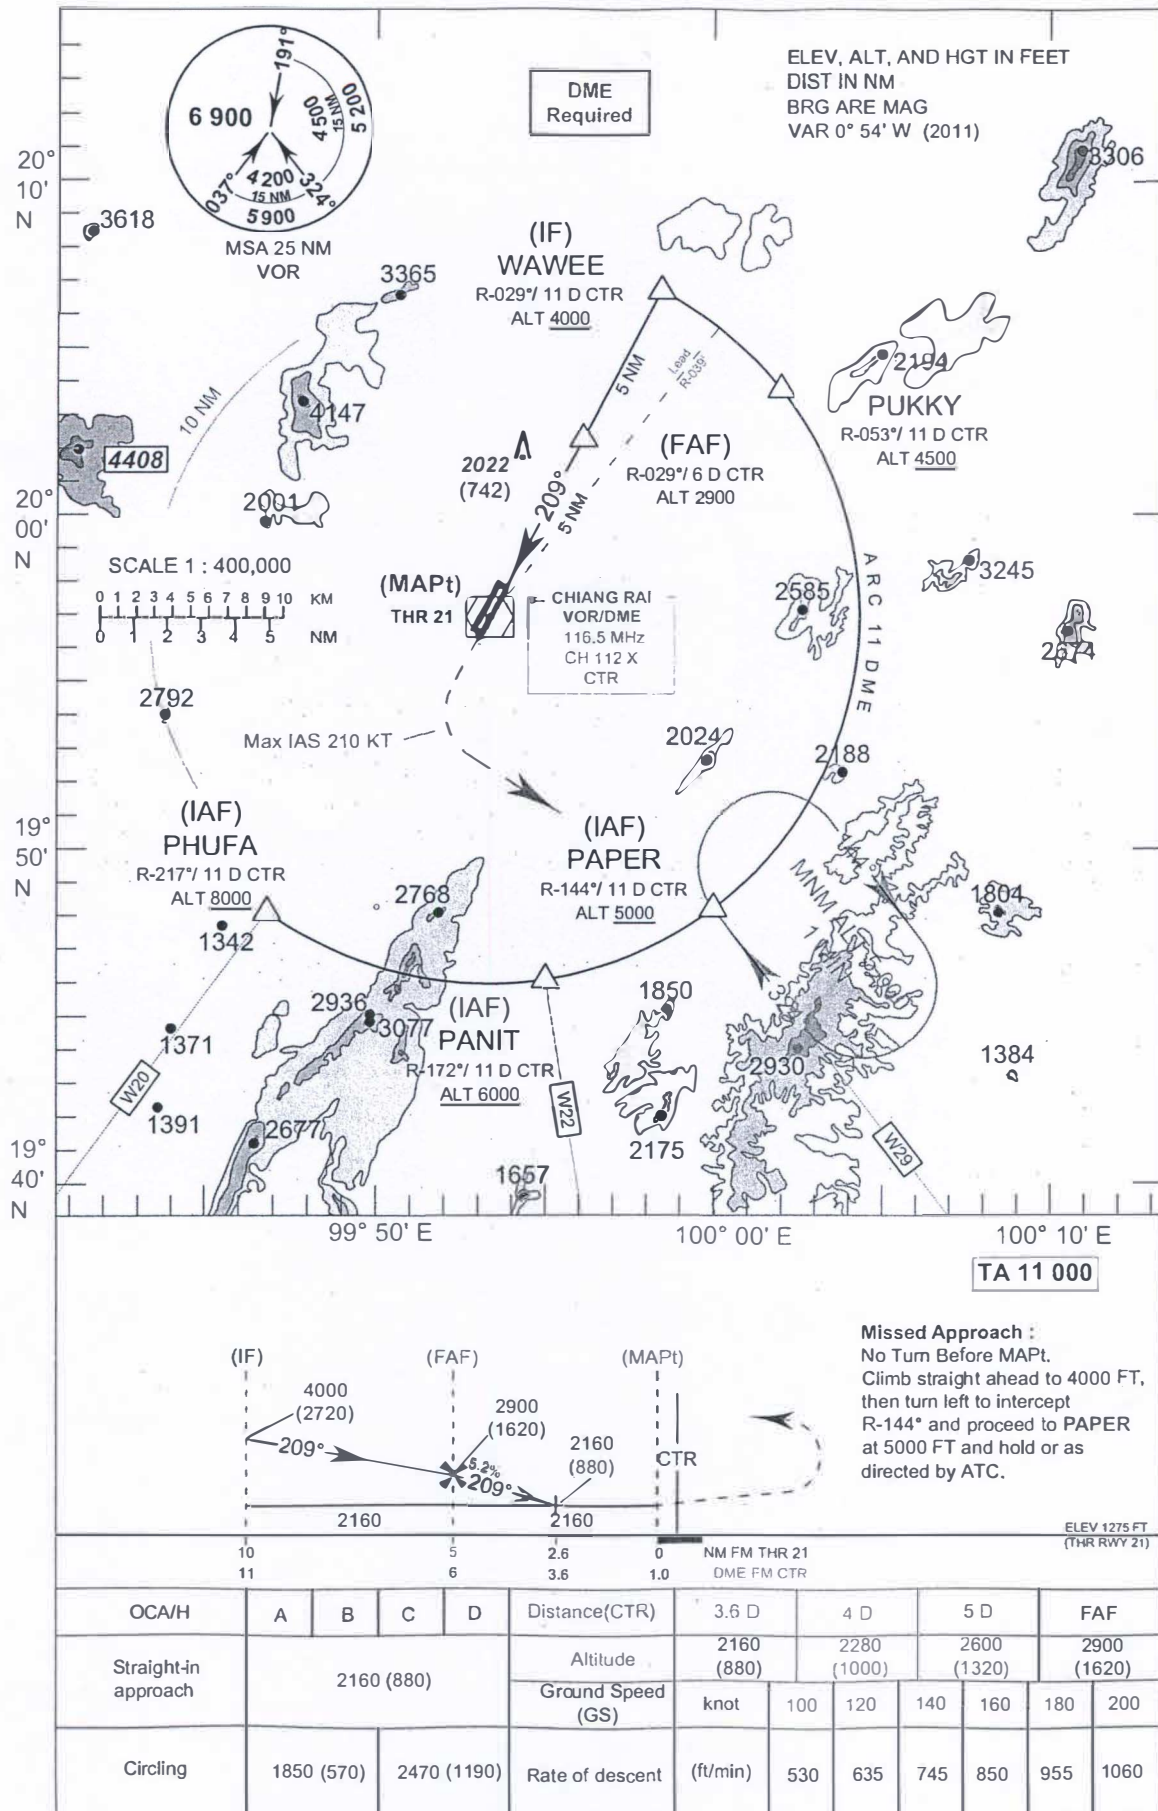 191°
6 900
4 500
15 NM
5 200
037°
4 200
15 NM
324°
5900
MSA 25 NM
VOR
DME
Required
ELEV, ALT, AND HGT IN FEET
DIST IN NM
BRG ARE MAG
VAR 0° 54' W (2011)
20°
10'
N
3618
3365
3306
(IF)
WAWEE
R-029°/ 11 D CTR
ALT 4000
5 NM
Lead
R-039°
2194
PUKKY
R-053°/ 11 D CTR
ALT 4500
10 NM
4147
4408
2022
(742)
(FAF)
R-029°/ 6 D CTR
ALT 2900
209°
5 NM
2001
20°
00'
N
SCALE 1 : 400,000
0 1 2 3 4 5 6 7 8 9 10 KM
0 1 2 3 4 5 NM
(MAPt)
THR 21
CHIANG RAI
VOR/DME
116.5 MHz
CH 112 X
CTR
2585
ARC 11 DME
3245
2674
2792
Max IAS 210 KT
2024
2188
(IAF)
PHUFA
R-217°/ 11 D CTR
ALT 8000
(IAF)
PAPER
R-144°/ 11 D CTR
ALT 5000
19°
50'
N
MNM
2768
1804
1342
2936
3077
(IAF)
PANIT
R-172°/ 11 D CTR
ALT 6000
1850
1371
2930
1384
W20
1391
W22
W29
2677
2175
1657
19°
40'
N
99° 50' E
100° 00' E
100° 10' E
TA 11 000
Missed Approach :
No Turn Before MAPt.
Climb straight ahead to 4000 FT,
then turn left to intercept
R-144° and proceed to PAPER
at 5000 FT and hold or as
directed by ATC.
(IF) (FAF) (MAPt)
4000
(2720)
2900
(1620)
209°
5.2%
209°
2160
(880)
CTR
2160 2160
ELEV 1275 FT
(THR RWY 21)
10 5 2.6 0 NM FM THR 21
11 6 3.6 1.0 DME FM CTR
OCA/H A B C D Distance(CTR) 3.6 D 4 D 5 D FAF
Straight-in
approach
2160 (880)
Altitude 2160 2280 2600 2900
(880) (1000) (1320) (1620)
Ground Speed
(GS)
knot 100 120 140 160 180 200
Circling 1850 (570) 2470 (1190) Rate of descent (ft/min) 530 635 745 850 955 1060